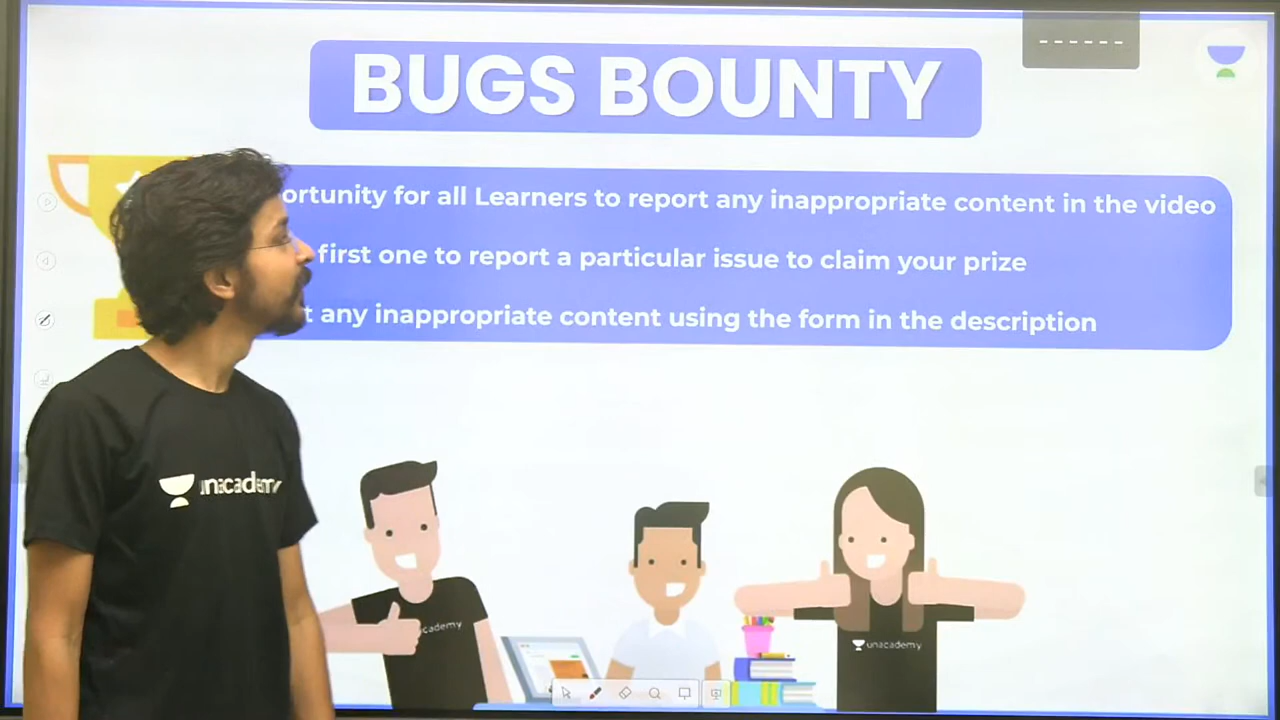 BUGS BOUNTY
ortunity for all Learners to report any inappropriate content in the video
first one to report a particular issue to claim your prize
t any inappropriate content using the form in the description
unacademy
cademy
unacademy